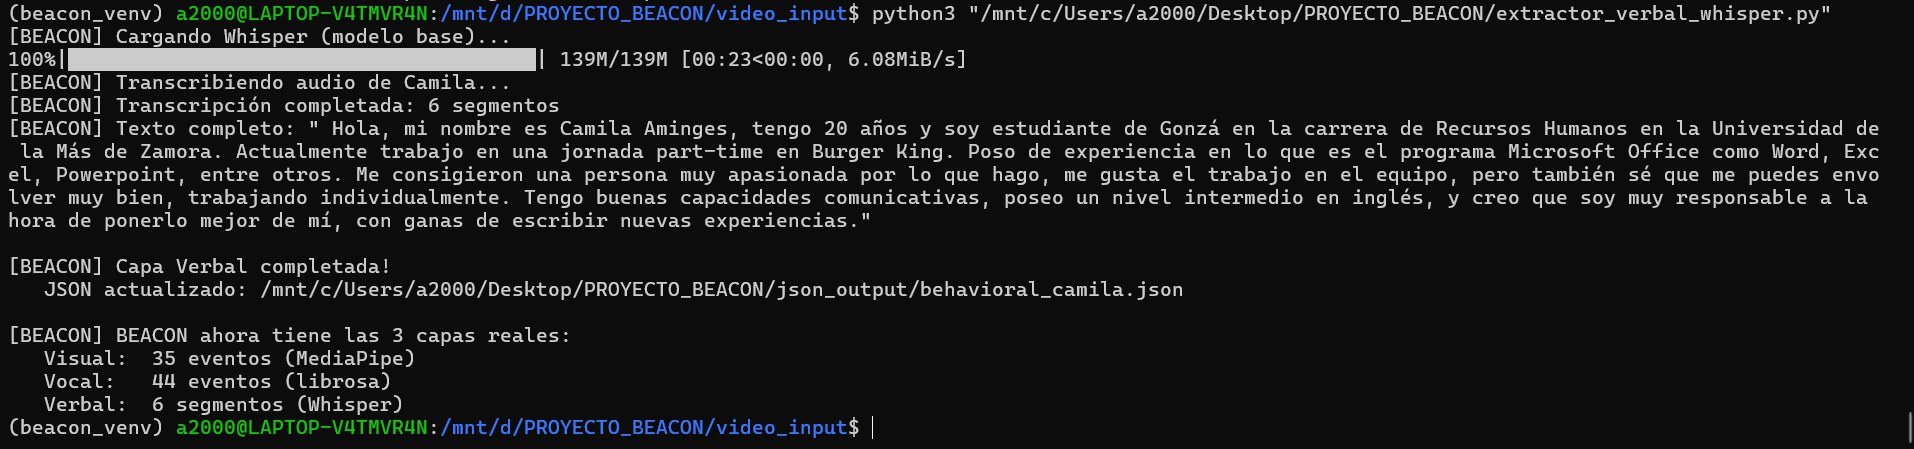 (beacon_venv) a2000@LAPTOP-V4TMVR4N:/mnt/d/PROYECTO_BEACON/video_input$ python3 "/mnt/c/Users/a2000/Desktop/PROYECTO_BEACON/extractor_verbal_whisper.py"
[BEACON] Cargando Whisper (modelo base)...
100%|| 139M/139M [00:23<00:00, 6.08MiB/s]
[BEACON] Transcribiendo audio de Camila...
[BEACON] Transcripción completada: 6 segmentos
[BEACON] Texto completo: " Hola, mi nombre es Camila Aminges, tengo 20 años y soy estudiante de Gonzá en la carrera de Recursos Humanos en la Universidad de
 la Más de Zamora. Actualmente trabajo en una jornada part-time en Burger King. Poso de experiencia en lo que es el programa Microsoft Office como Word, Exc
el, Powerpoint, entre otros. Me consigieron una persona muy apasionada por lo que hago, me gusta el trabajo en el equipo, pero también sé que me puedes envo
lver muy bien, trabajando individualmente. Tengo buenas capacidades comunicativas, poseo un nivel intermedio en inglés, y creo que soy muy responsable a la
hora de ponerlo mejor de mí, con ganas de escribir nuevas experiencias."
[BEACON] Capa Verbal completada!
   JSON actualizado: /mnt/c/Users/a2000/Desktop/PROYECTO_BEACON/json_output/behavioral_camila.json
[BEACON] BEACON ahora tiene las 3 capas reales:
   Visual:  35 eventos (MediaPipe)
   Vocal:   44 eventos (librosa)
   Verbal:  6 segmentos (Whisper)
(beacon_venv) a2000@LAPTOP-V4TMVR4N:/mnt/d/PROYECTO_BEACON/video_input$